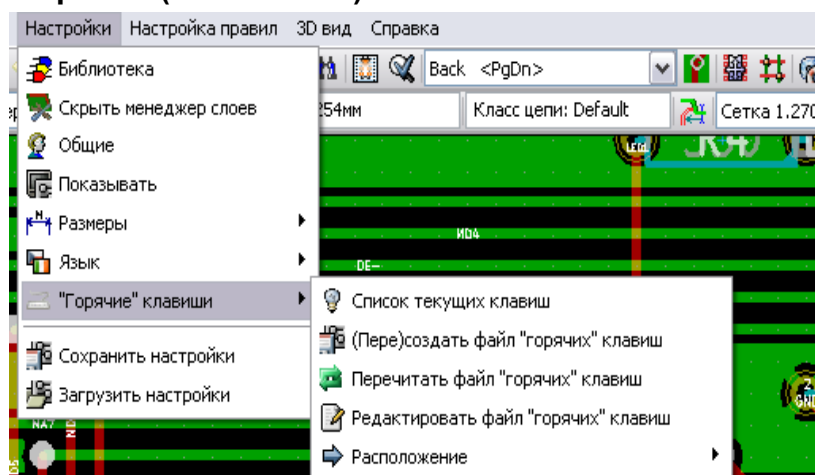 Настройки Настройка правил 3D вид Справка
Библиотека
Back <PgDn>
Скрыть менеджер слоев
254мм
Класс цепи: Default
Сетка 1.270
Общие
Показывать
Размеры
Язык
"Горячие" клавиши
Сохранить настройки
Загрузить настройки
Список текущих клавиш
(Пере)создать файл "горячих" клавиш
Перечитать файл "горячих" клавиш
Редактировать файл "горячих" клавиш
Расположение
ND4
DE-
NA7